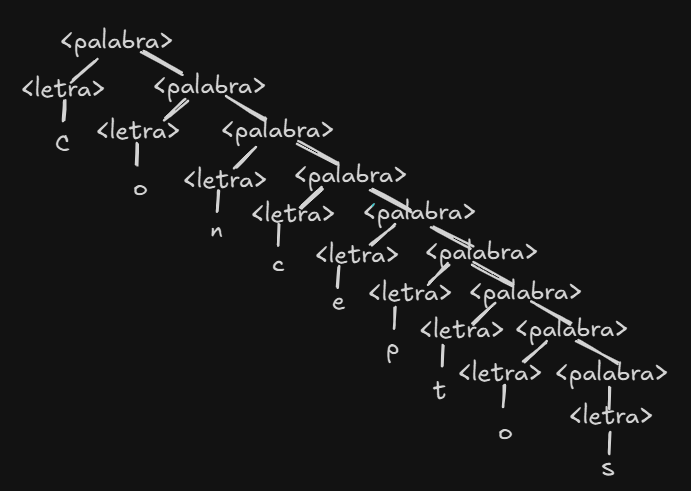 <palabra>
<letra> <palabra>
c <letra> <palabra>
o <letra> <palabra>
n <letra> <palabra>
c <letra> <palabra>
e <letra> <palabra>
p <letra> <palabra>
t <letra> <palabra>
o <letra>
s